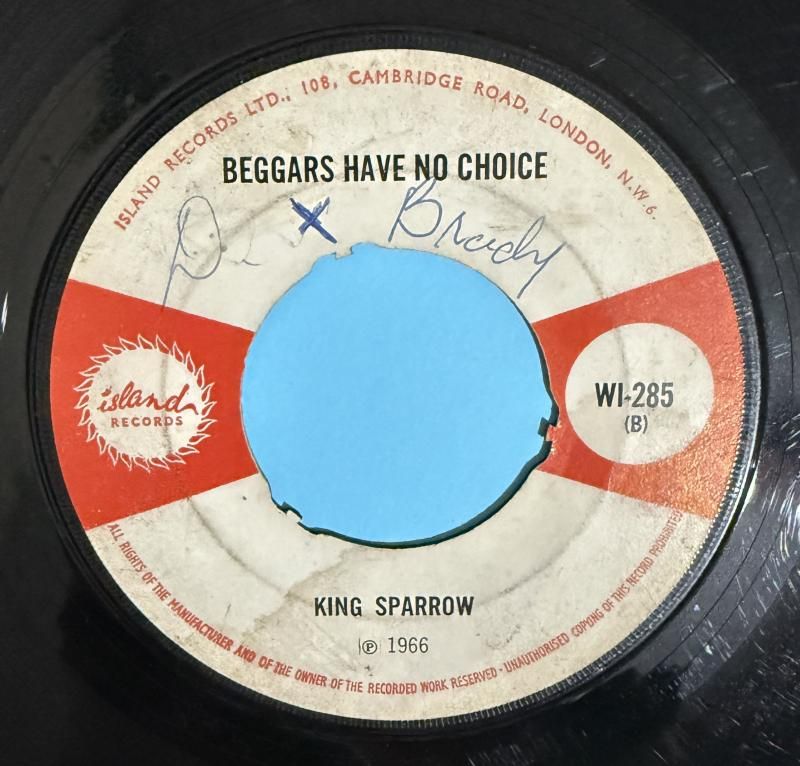 ISLAND RECORDS LTD., 108, CAMBRIDGE ROAD, LONDON, N.W.6.
BEGGARS HAVE NO CHOICE
X Brady
island
RECORDS
WI-285
(B)
KING SPARROW
℗ 1966
ALL RIGHTS OF THE MANUFACTURER AND OF THE OWNER OF THE RECORDED WORK RESERVED - UNAUTHORISED COPYING OF THIS RECORD PROHIBITED